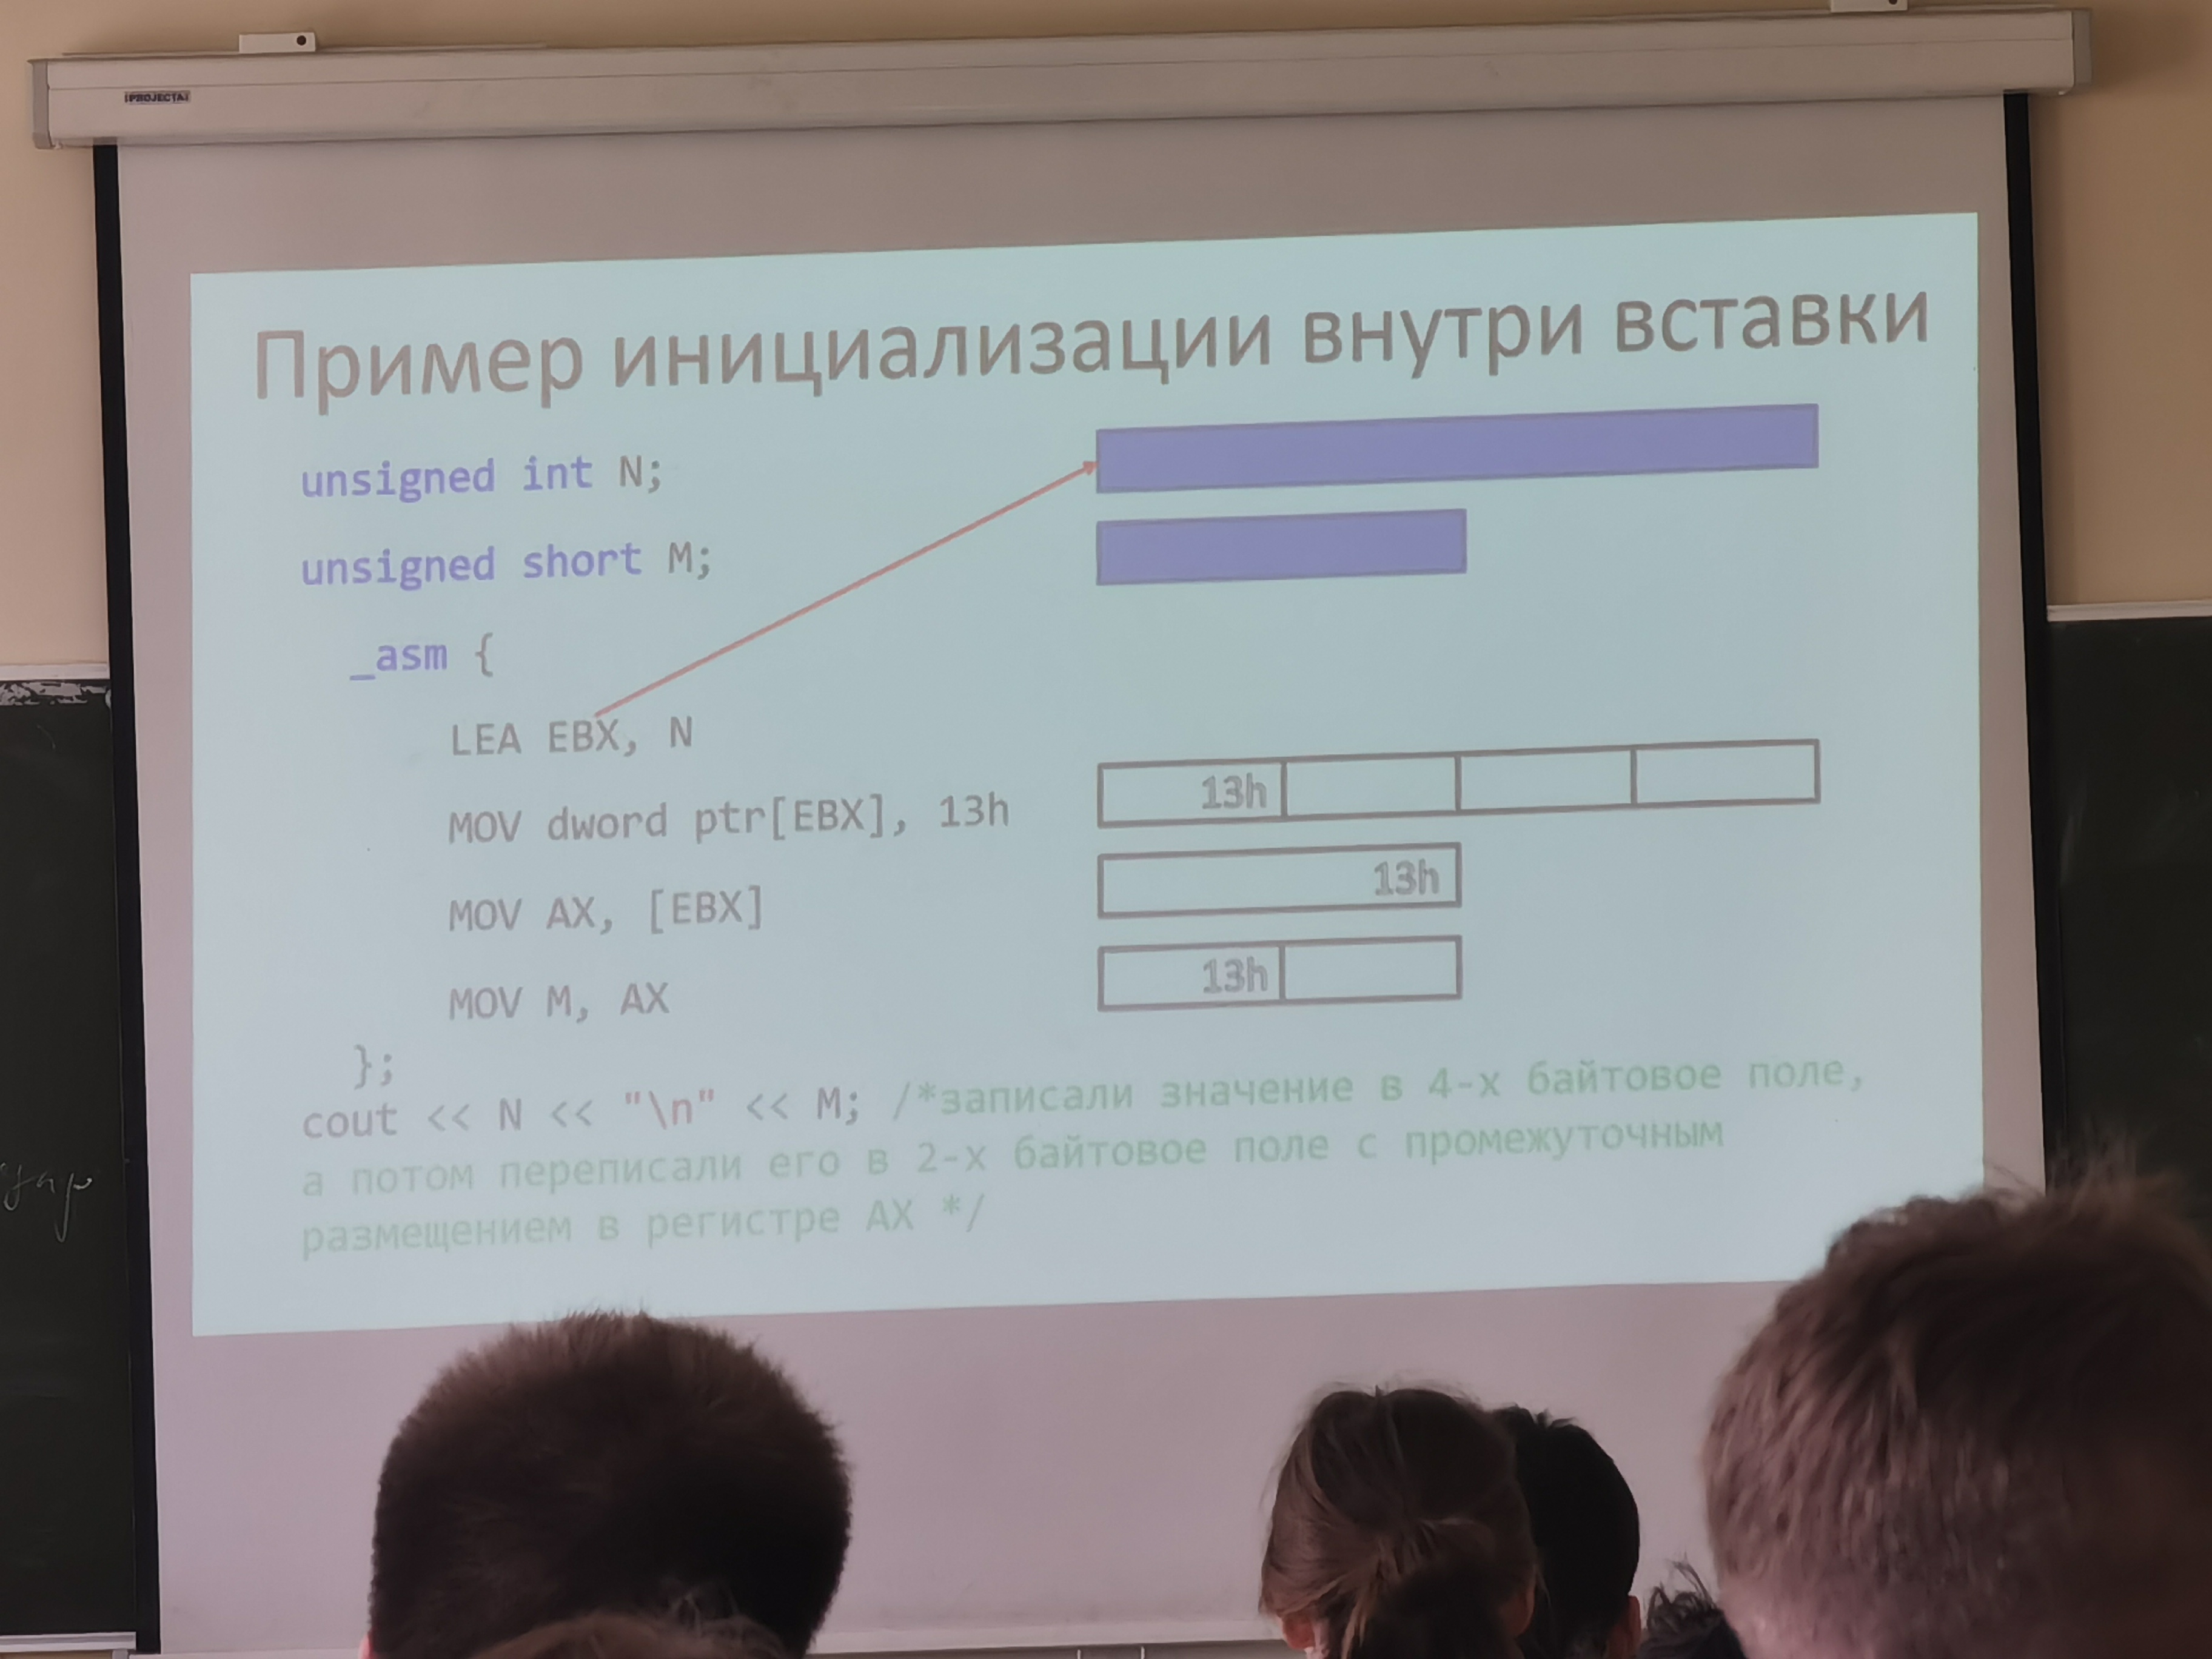 PROJECTA
Пример инициализации внутри вставки
unsigned int N;
unsigned short M;
_asm {
LEA EBX, N
MOV dword ptr[EBX], 13h
13h
MOV AX, [EBX]
13h
MOV M, AX
13h
};
cout << N << "\n" << M; /*записали значение в 4-х байтовое поле,
а потом переписали его в 2-х байтовое поле с промежуточным
размещением в регистре AX */